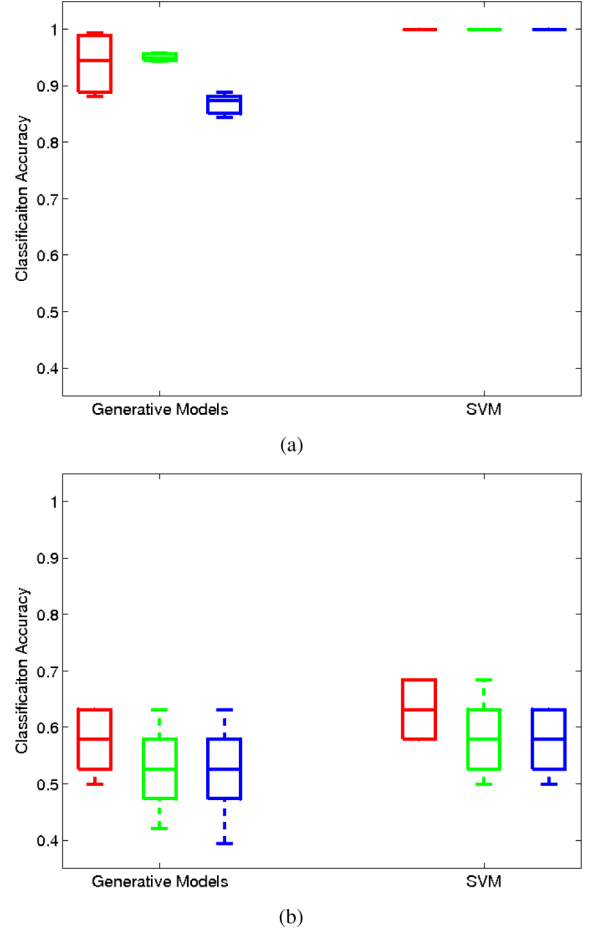 1
0.9
0.8
0.7
0.6
0.5
0.4
Classificaiton Accuracy
Generative Models
SVM
(a)
1
0.9
0.8
0.7
0.6
0.5
0.4
Classificaiton Accuracy
Generative Models
SVM
(b)